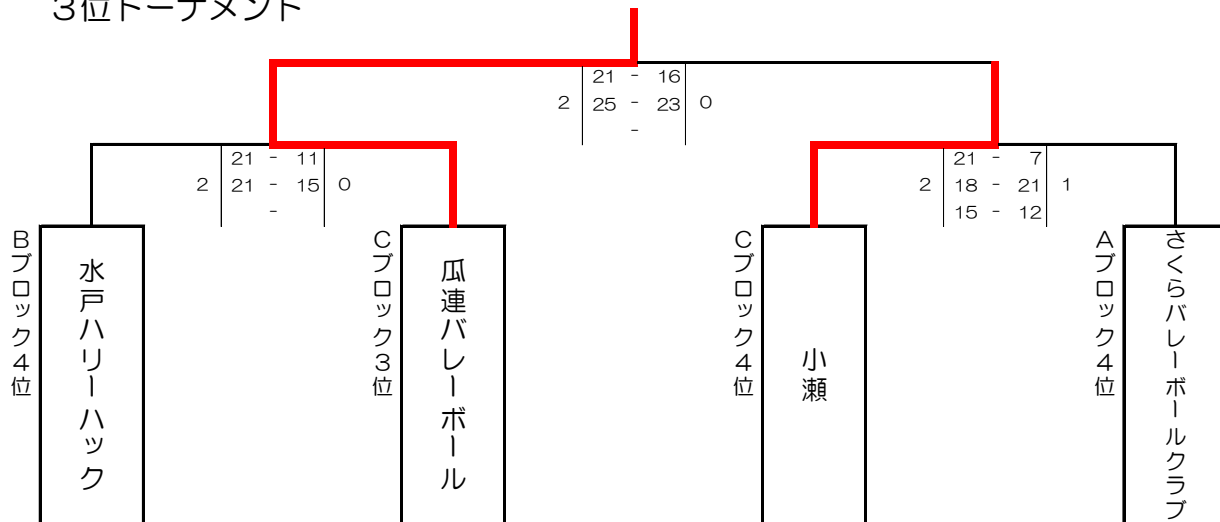 3位トーナメント
21 - 16
2 25 - 23 0
-
21 - 11
2 21 - 15 0
-
21 - 7
2 18 - 21 1
15 - 12
Bブロック4位
水戸ハリーハック
Cブロック3位
瓜連バレーボール
Cブロック4位
小瀬
Aブロック4位
さくらバレーボールクラブ